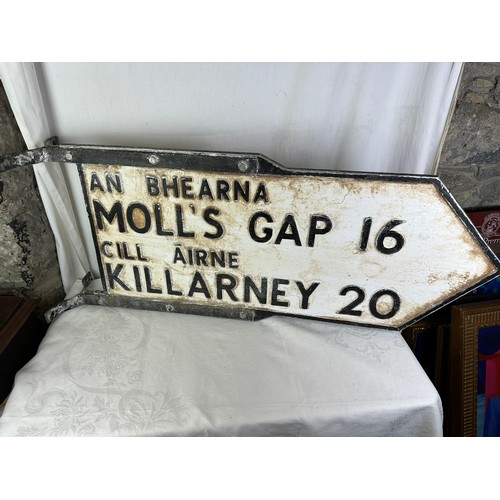 AN BHEARNA
MOLL'S GAP 16
CILL ÁIRNE
KILLARNEY 20